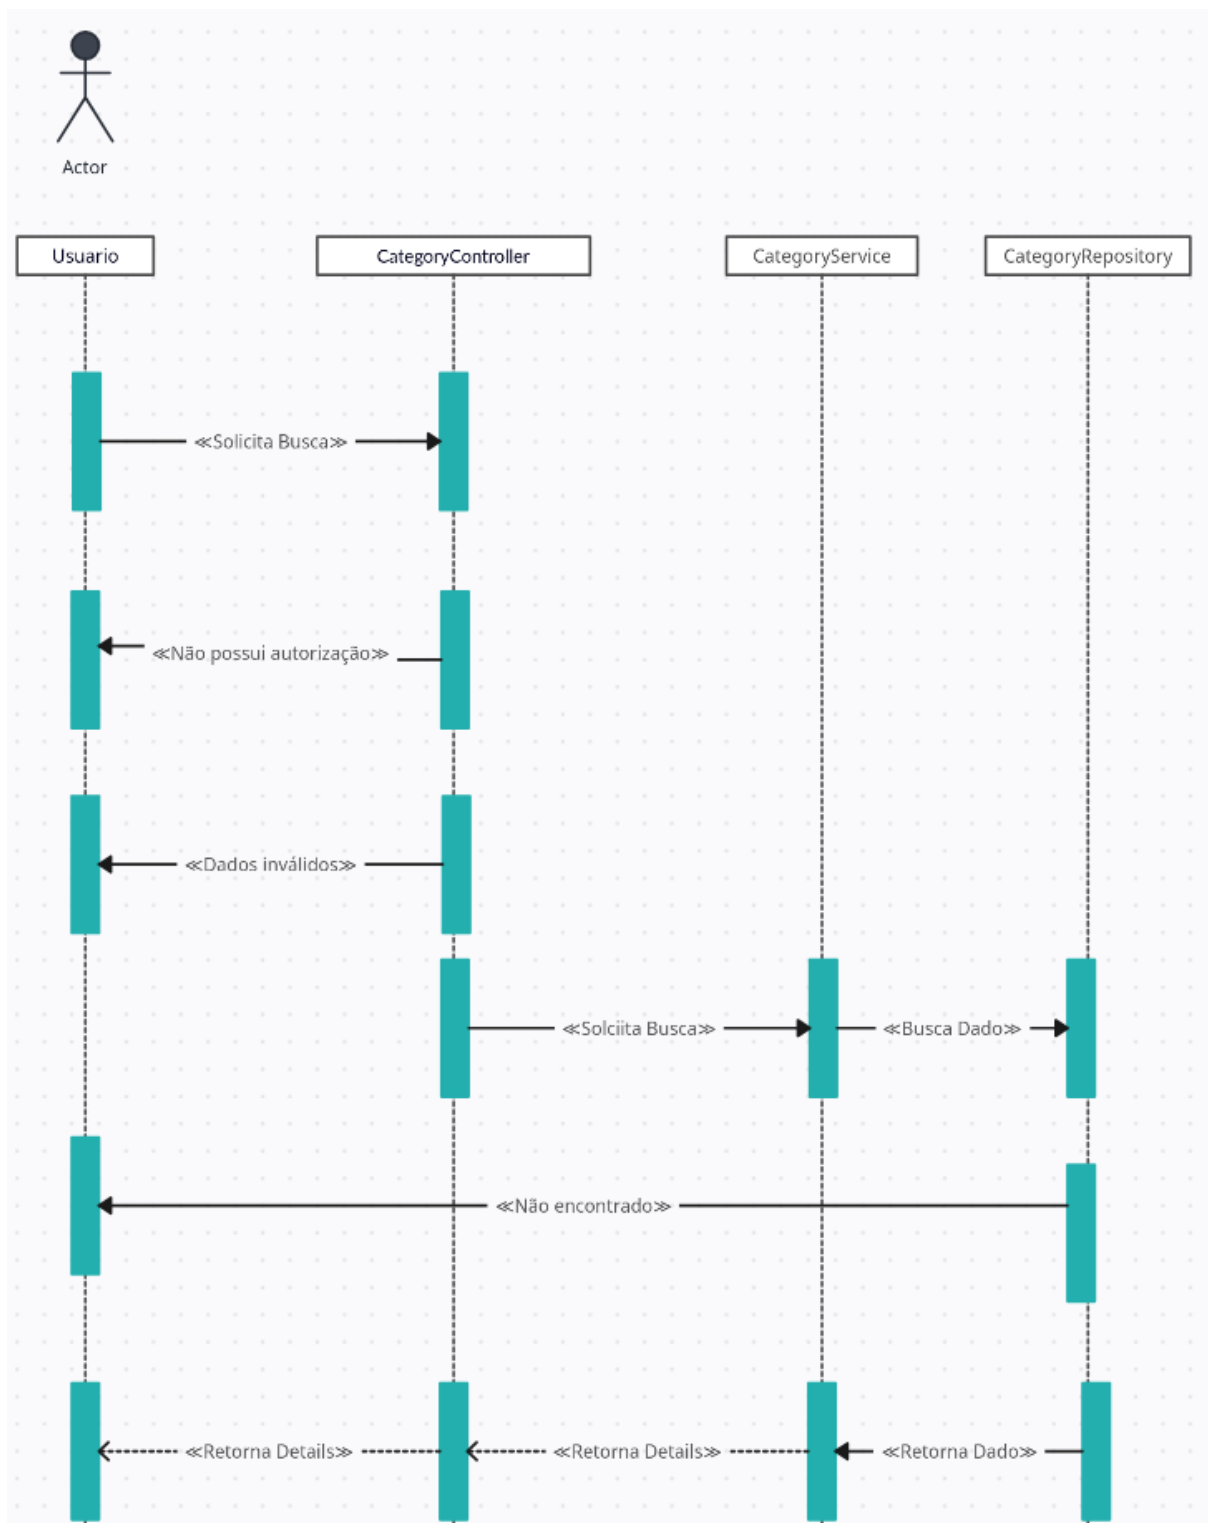 Actor
Usuario
CategoryController
CategoryService
CategoryRepository
≪Solicita Busca≫
≪Não possui autorização≫
≪Dados inválidos≫
≪Solciita Busca≫
≪Busca Dado≫
≪Não encontrado≫
≪Retorna Details≫
≪Retorna Details≫
≪Retorna Dado≫